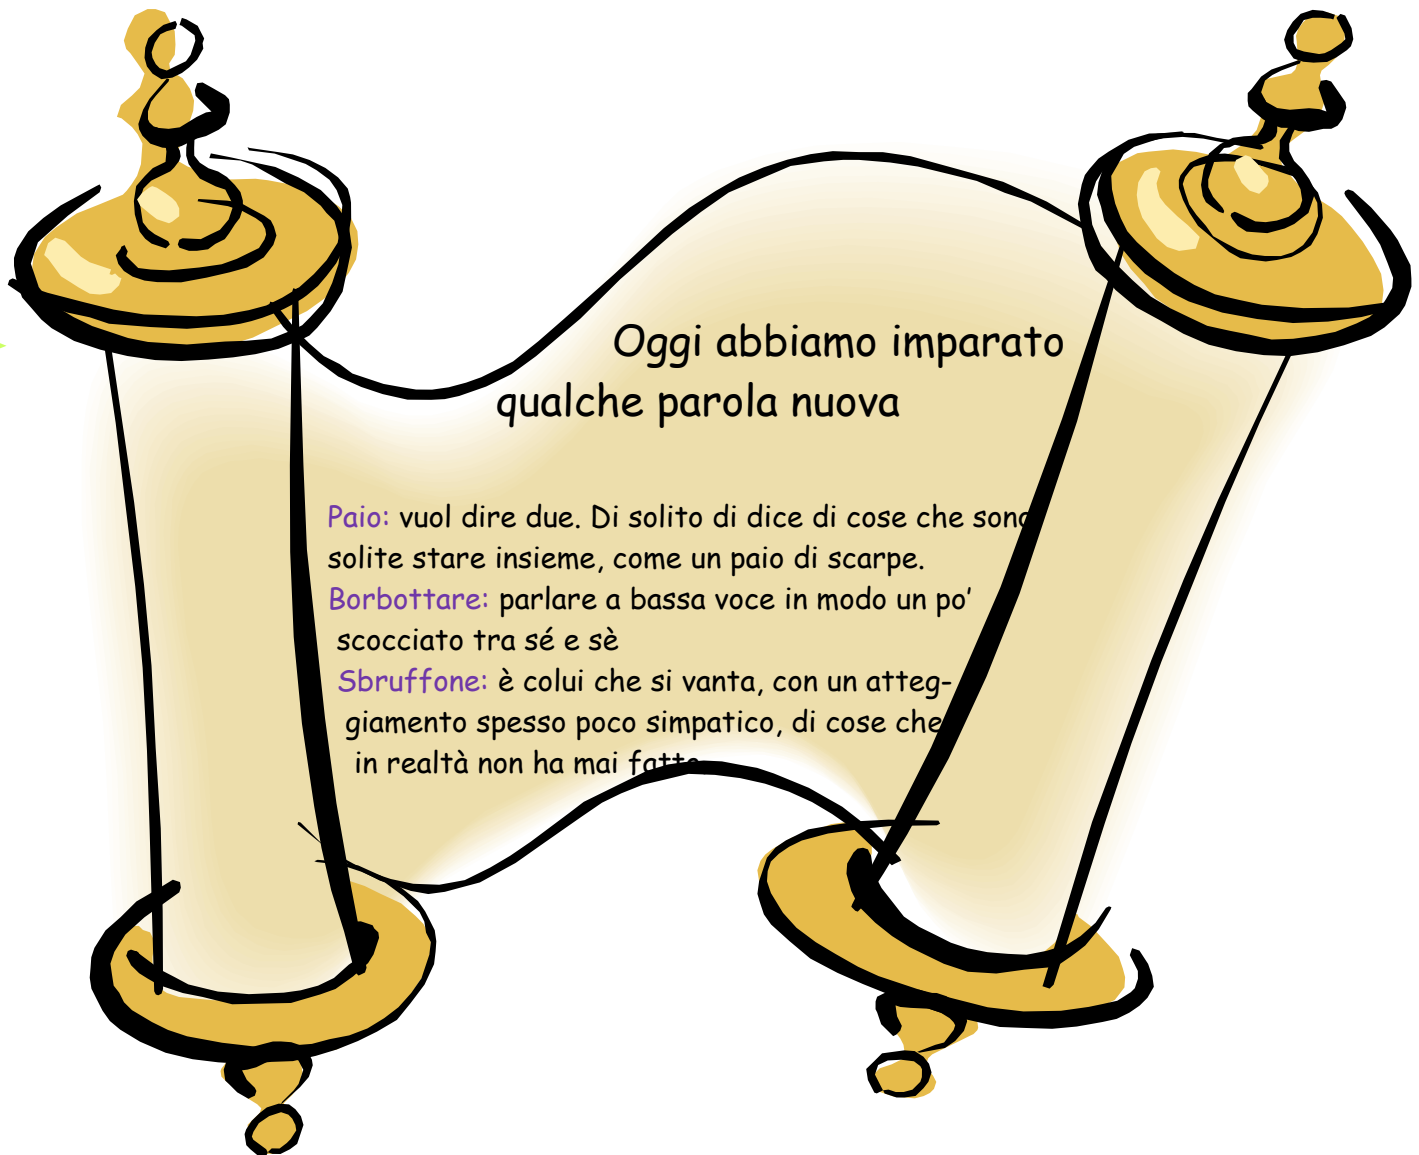 Oggi abbiamo imparato
qualche parola nuova
Paio: vuol dire due. Di solito di dice di cose che sono
solite stare insieme, come un paio di scarpe.
Borbottare: parlare a bassa voce in modo un po’
scocciato tra sé e sè
Sbruffone: è colui che si vanta, con un atteg-
giamento spesso poco simpatico, di cose che
in realtà non ha mai fatto